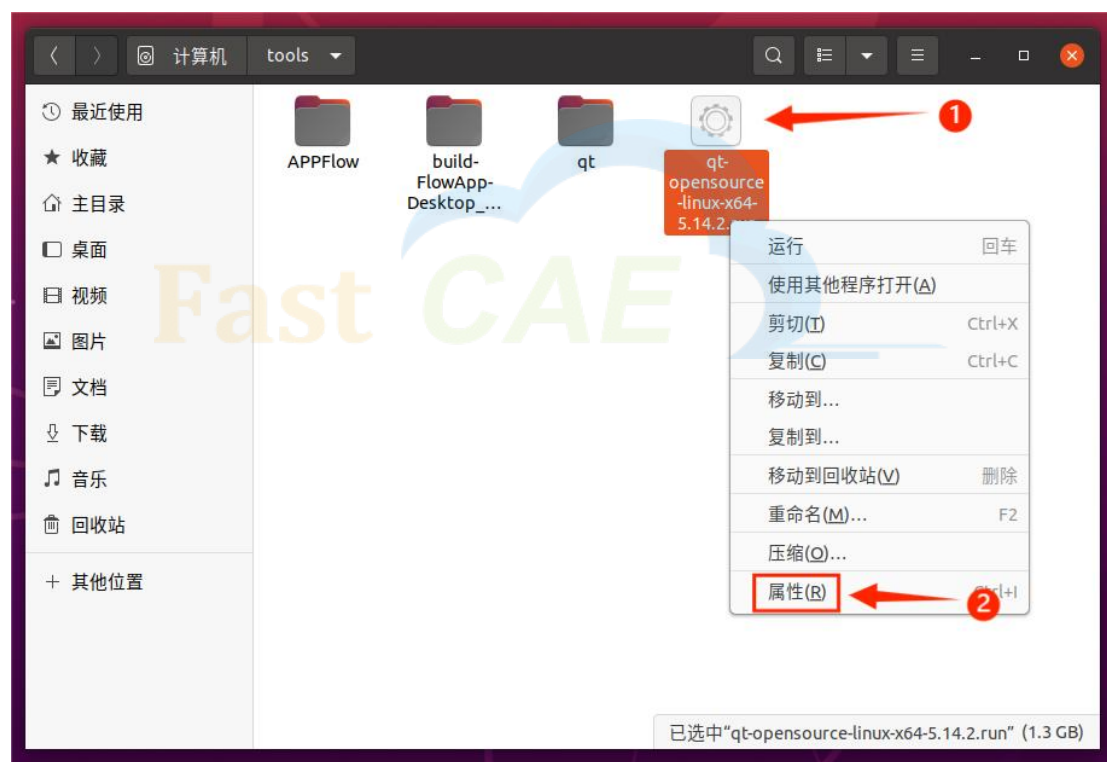 计算机 tools
最近使用
收藏
主目录
桌面
视频
图片
文档
下载
音乐
回收站
+ 其他位置
APPFlow
build-
FlowApp-
Desktop_...
qt
qt-
opensource
-linux-x64-
5.14.2.run
1
运行 回车
使用其他程序打开(A)
剪切(T) Ctrl+X
复制(C) Ctrl+C
移动到...
复制到...
移动到回收站(V) 删除
重命名(M)... F2
压缩(O)...
属性(R) Ctrl+I
2
Fast CAE
已选中“qt-opensource-linux-x64-5.14.2.run” (1.3 GB)